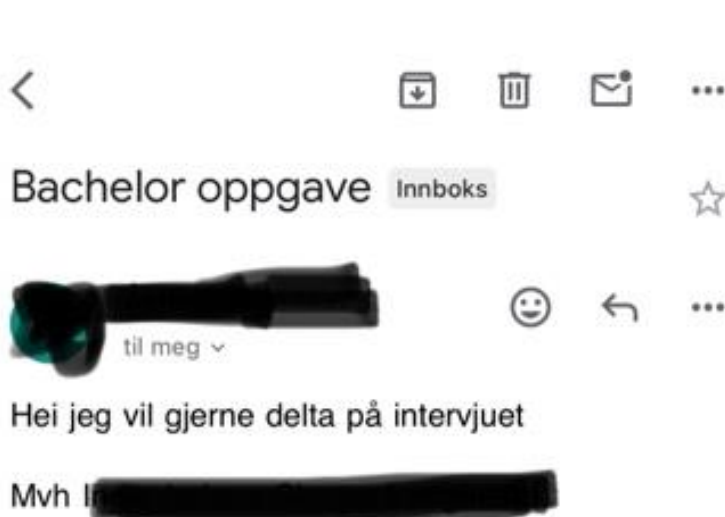 Bachelor oppgave Innboks
til meg
Hei jeg vil gjerne delta på intervjuet
Mvh